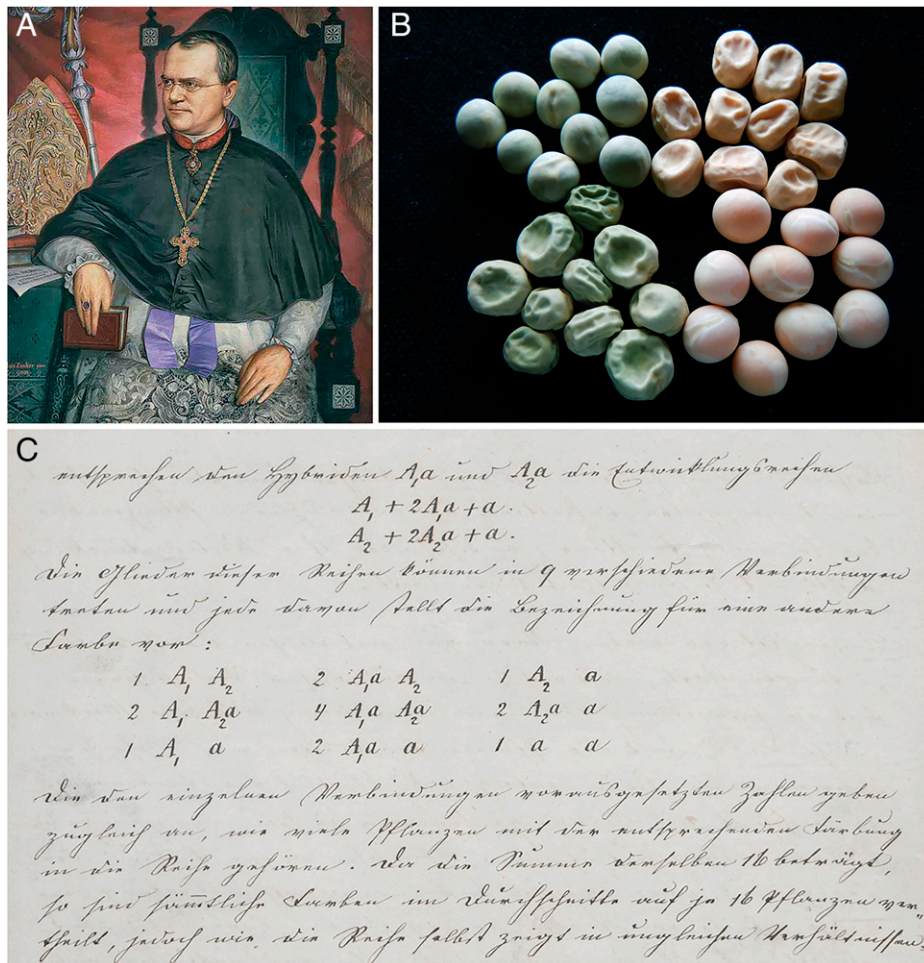 A
B
C
entsprechen den Hybriden A₁a und A₂a die Entwicklungsreihen
A₁ + 2A₁a + a.
A₂ + 2A₂a + a.
Die Glieder dieser Reihen können in 9 verschiedene Verbindungen
treten und jede davon stellt die Bezeichnung für eine andere
Farbe vor:
1 A₁ A₂ 2 A₁a A₂ 1 A₂ a
2 A₁ A₂a 4 A₁a A₂a 2 A₂a a
1 A₁ a 2 A₁a a 1 a a
Die den einzelnen Verbindungen vorausgesetzten Zahlen geben
zugleich an, wie viele Pflanzen mit der entsprechenden Färbung
in die Reihe gehören. Da die Summe derselben 16 beträgt,
so sind sämmtliche Farben im Durchschnitte auf je 16 Pflanzen ver-
theilt, jedoch wie die Reihe selbst zeigt in ungleichen Verhältnissen.